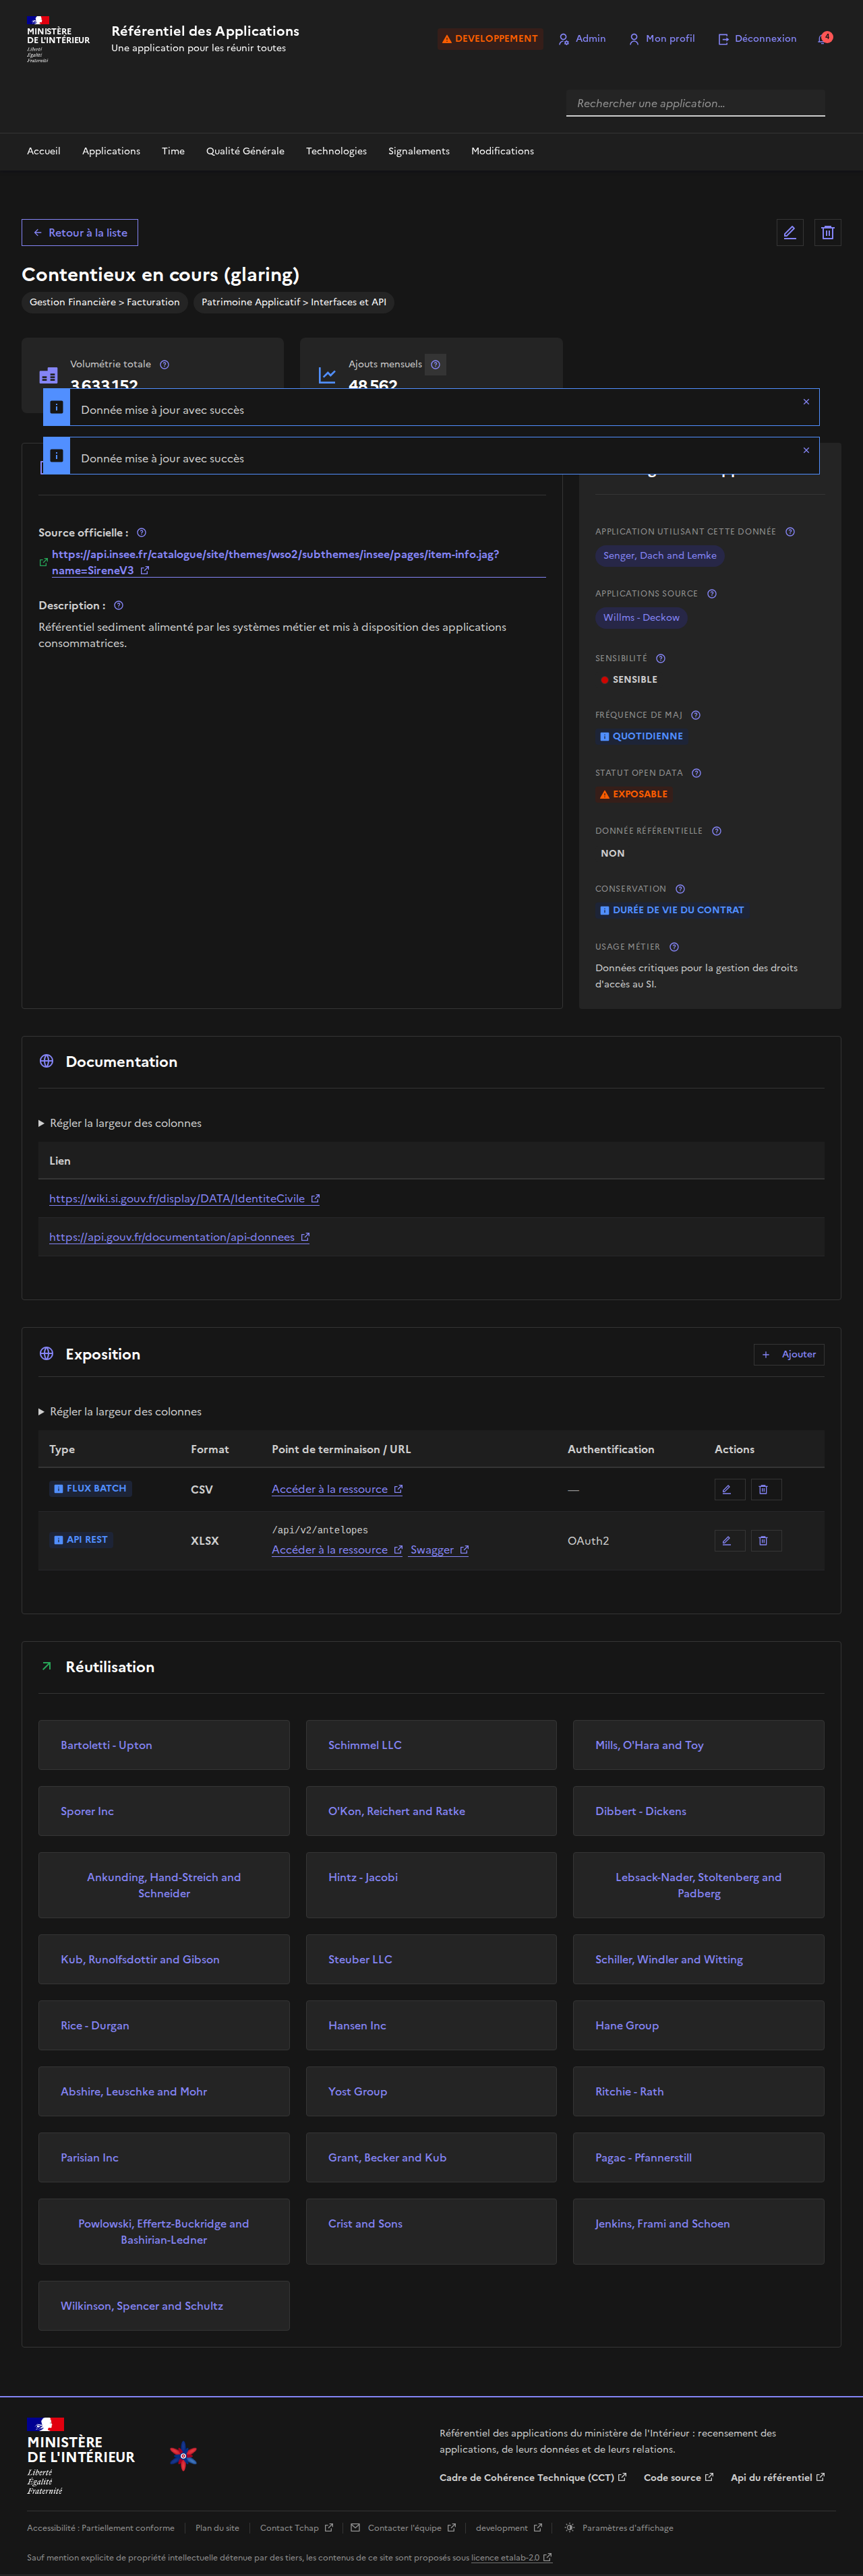 MINISTÈRE
DE L'INTÉRIEUR
Liberté
Égalité
Fraternité
Référentiel des Applications
Une application pour les réunir toutes
DEVELOPPEMENT
Admin
Mon profil
Déconnexion
4
Rechercher une application...
Accueil
Applications
Time
Qualité Générale
Technologies
Signalements
Modifications
Retour à la liste
Contentieux en cours (glaring)
Gestion Financière > Facturation
Patrimoine Applicatif > Interfaces et API
Volumétrie totale
3 633 152
Ajouts mensuels
48 562
Donnée mise à jour avec succès
Donnée mise à jour avec succès
Source officielle :
https://api.insee.fr/catalogue/site/themes/wso2/subthemes/insee/pages/item-info.jag?
name=SireneV3
Description :
Référentiel sediment alimenté par les systèmes métier et mis à disposition des applications
consommatrices.
APPLICATION UTILISANT CETTE DONNÉE
Senger, Dach and Lemke
APPLICATIONS SOURCE
Willms - Deckow
SENSIBILITÉ
SENSIBLE
FRÉQUENCE DE MAJ
QUOTIDIENNE
STATUT OPEN DATA
EXPOSABLE
DONNÉE RÉFÉRENTIELLE
NON
CONSERVATION
DURÉE DE VIE DU CONTRAT
USAGE MÉTIER
Données critiques pour la gestion des droits
d'accès au SI.
Documentation
Régler la largeur des colonnes
Lien
https://wiki.si.gouv.fr/display/DATA/IdentiteCivile
https://api.gouv.fr/documentation/api-donnees
Exposition
Ajouter
Régler la largeur des colonnes
Type Format Point de terminaison / URL Authentification Actions
FLUX BATCH CSV Accéder à la ressource —
/api/v2/antelopes
API REST XLSX Accéder à la ressource Swagger OAuth2
Réutilisation
Bartoletti - Upton
Schimmel LLC
Mills, O'Hara and Toy
Sporer Inc
O'Kon, Reichert and Ratke
Dibbert - Dickens
Ankunding, Hand-Streich and
Schneider
Hintz - Jacobi
Lebsack-Nader, Stoltenberg and
Padberg
Kub, Runolfsdottir and Gibson
Steuber LLC
Schiller, Windler and Witting
Rice - Durgan
Hansen Inc
Hane Group
Abshire, Leuschke and Mohr
Yost Group
Ritchie - Rath
Parisian Inc
Grant, Becker and Kub
Pagac - Pfannerstill
Powlowski, Effertz-Buckridge and
Bashirian-Ledner
Crist and Sons
Jenkins, Frami and Schoen
Wilkinson, Spencer and Schultz
MINISTÈRE
DE L'INTÉRIEUR
Liberté
Égalité
Fraternité
Référentiel des applications du ministère de l'Intérieur : recensement des
applications, de leurs données et de leurs relations.
Cadre de Cohérence Technique (CCT)
Code source
Api du référentiel
Accessibilité : Partiellement conforme
Plan du site
Contact Tchap
Contacter l'équipe
development
Paramètres d'affichage
Sauf mention explicite de propriété intellectuelle détenue par des tiers, les contenus de ce site sont proposés sous licence etalab-2.0